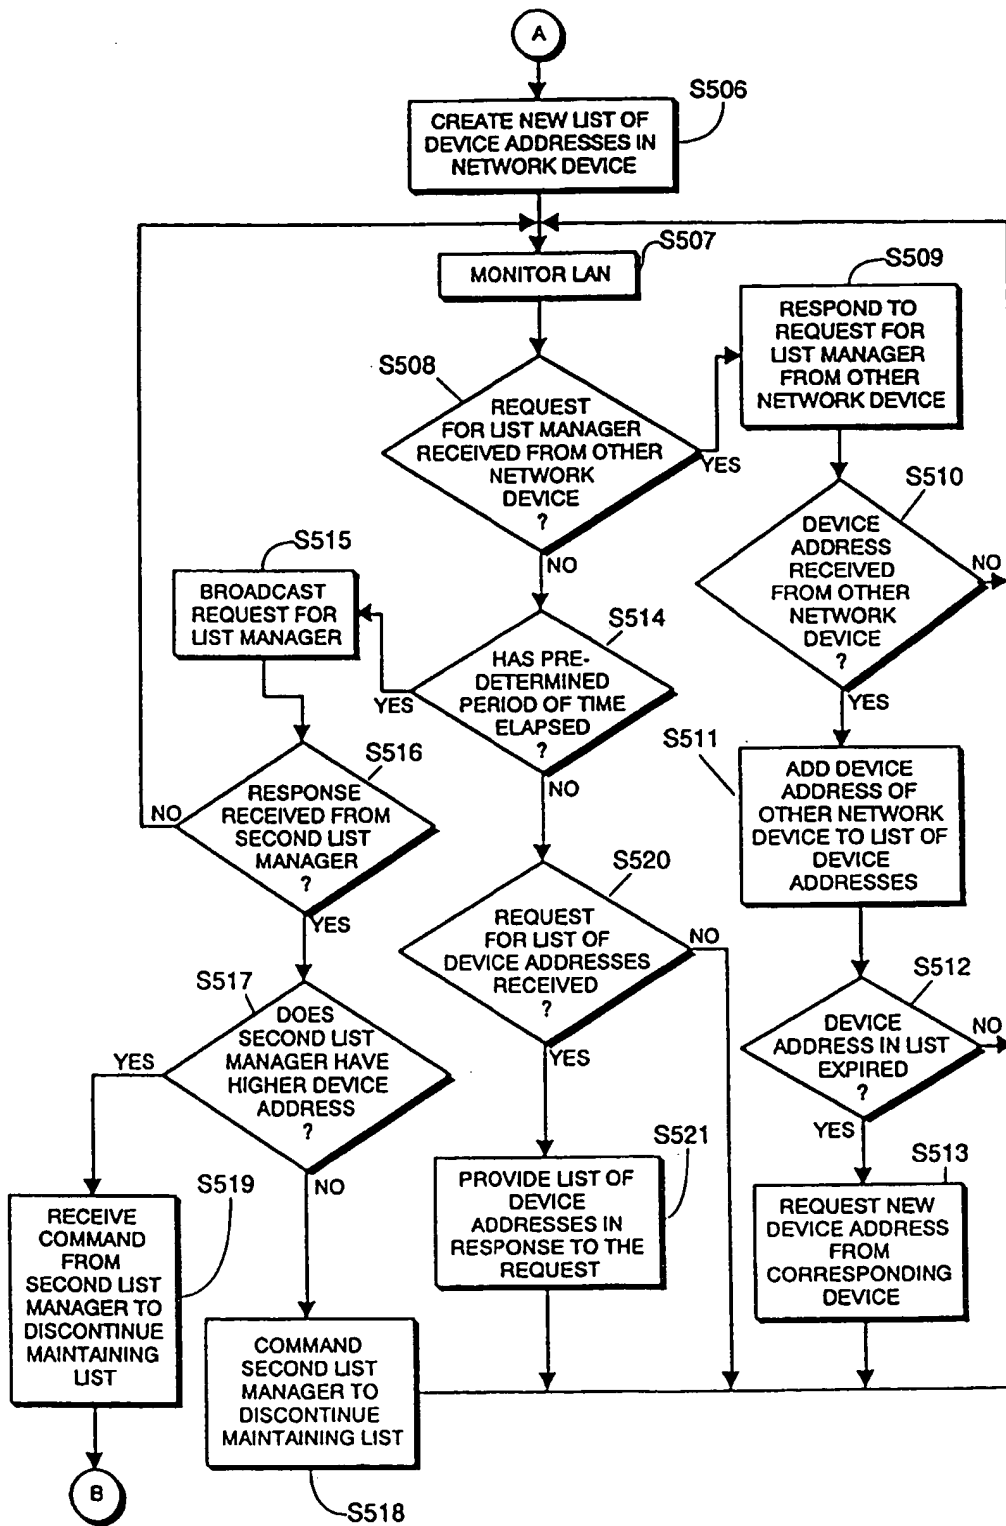 A
S506
CREATE NEW LIST OF
DEVICE ADDRESSES IN
NETWORK DEVICE
S507
MONITOR LAN
S509
RESPOND TO
REQUEST FOR
LIST MANAGER
FROM OTHER
NETWORK DEVICE
S508
REQUEST
FOR LIST MANAGER
RECEIVED FROM OTHER
NETWORK
DEVICE
?
YES
NO
S510
DEVICE
ADDRESS
RECEIVED
FROM OTHER
NETWORK
DEVICE
?
NO
YES
S515
BROADCAST
REQUEST FOR
LIST MANAGER
S514
HAS PRE-
DETERMINED
PERIOD OF TIME
ELAPSED
?
YES
NO
S511
ADD DEVICE
ADDRESS OF
OTHER NETWORK
DEVICE TO LIST OF
DEVICE
ADDRESSES
S516
RESPONSE
RECEIVED FROM
SECOND LIST
MANAGER
?
NO
YES
S520
REQUEST
FOR LIST OF
DEVICE ADDRESSES
RECEIVED
?
NO
YES
S512
DEVICE
ADDRESS IN LIST
EXPIRED
?
NO
YES
S517
DOES
SECOND LIST
MANAGER HAVE
HIGHER DEVICE
ADDRESS
?
YES
NO
S521
PROVIDE LIST OF
DEVICE
ADDRESSES IN
RESPONSE TO THE
REQUEST
S513
REQUEST NEW
DEVICE ADDRESS
FROM
CORRESPONDING
DEVICE
S519
RECEIVE
COMMAND
FROM
SECOND LIST
MANAGER TO
DISCONTINUE
MAINTAINING
LIST
COMMAND
SECOND LIST
MANAGER TO
DISCONTINUE
MAINTAINING LIST
S518
B